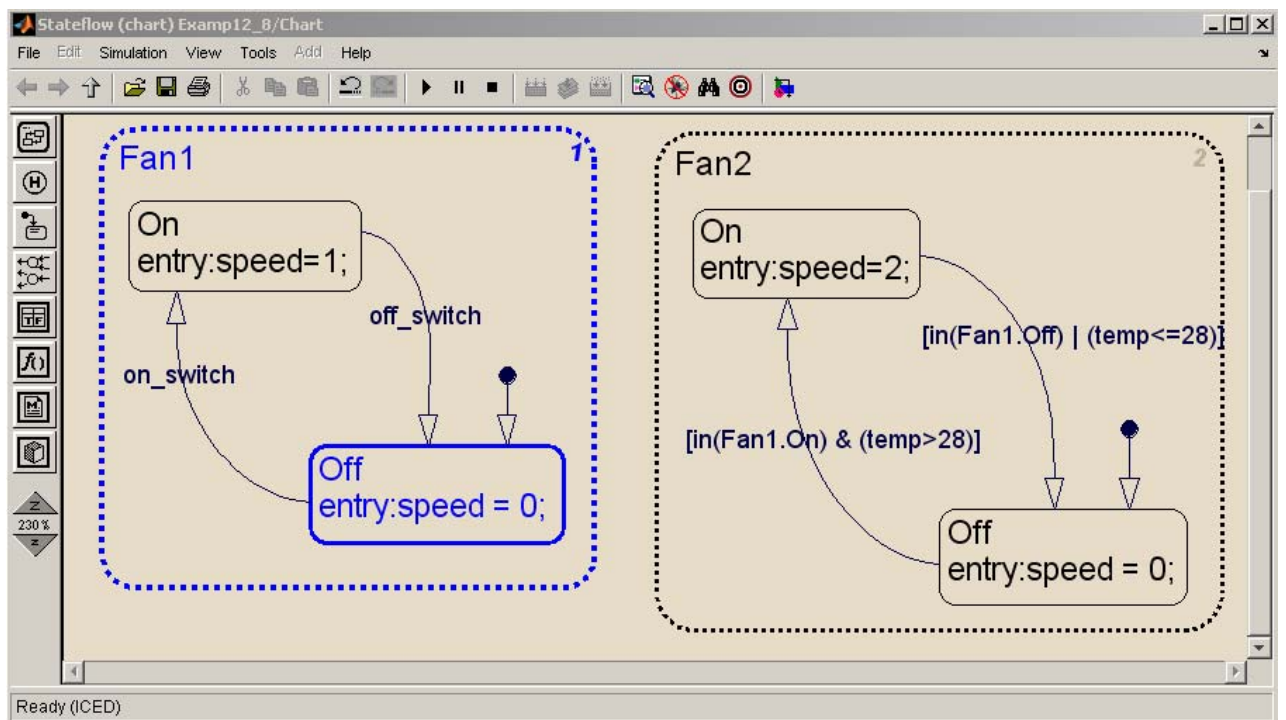 Stateflow (chart) Examp12_8/Chart
File Edit Simulation View Tools Add Help
Fan1
1
On
entry:speed=1;
off_switch
on_switch
Off
entry:speed = 0;
Fan2
2
On
entry:speed=2;
[in(Fan1.Off) | (temp<=28)]
[in(Fan1.On) & (temp>28)]
Off
entry:speed = 0;
H
TF
f()
M
Z
230 %
z
Ready (ICED)